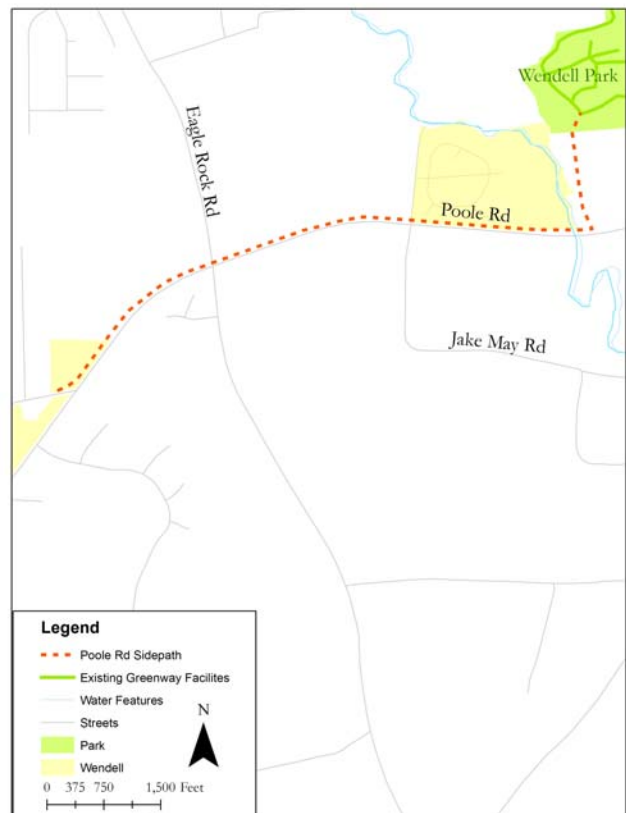 Wendell Park
Eagle Rock Rd
Poole Rd
Jake May Rd
Legend
Poole Rd Sidepath
Existing Greenway Facilites
Water Features
Streets
Park
Wendell
N
0 375 750 1,500 Feet